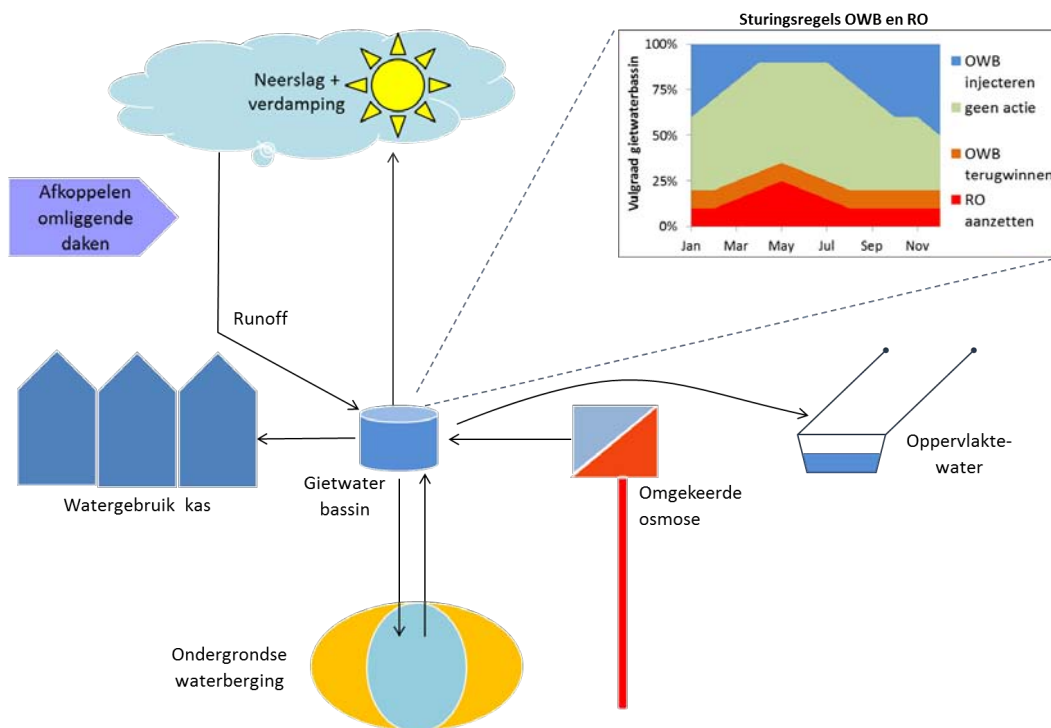 Sturingsregels OWB en RO
Vulgraad gietwaterbassin
100%
75%
50%
25%
0%
Jan
Mar
May
Jul
Sep
Nov
OWB
injecteren
geen actie
OWB
terugwinnen
RO
aanzetten
Neerslag +
verdamping
Afkoppelen
omliggende
daken
Runoff
Watergebruik kas
Gietwater
bassin
Omgekeerde
osmose
Oppervlakte-
water
Ondergrondse
waterberging